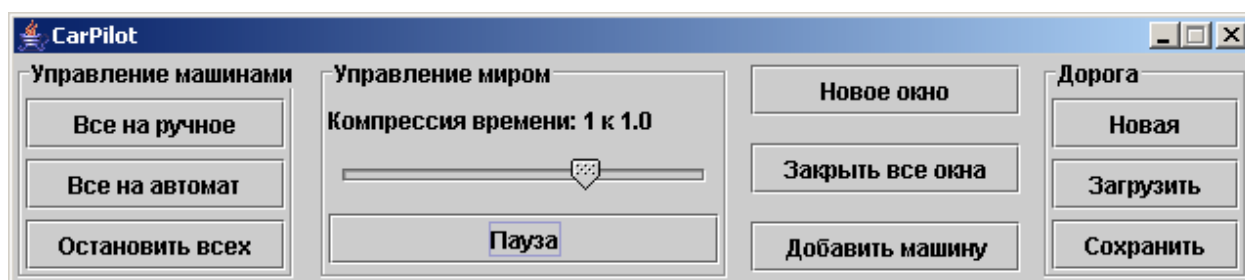 CarPilot
Управление машинами
Все на ручное
Все на автомат
Остановить всех
Управление миром
Компрессия времени: 1 к 1.0
Пауза
Новое окно
Закрыть все окна
Добавить машину
Дорога
Новая
Загрузить
Сохранить